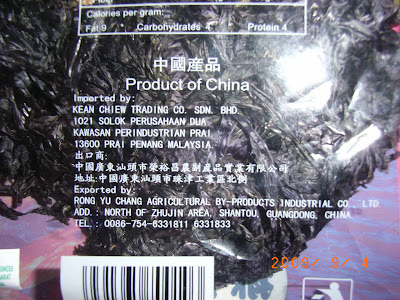 Calories per gram:
Fat 9 · Carbohydrates 4 · Protein 4
中國産品
Product of China
Imported by:
KEAN CHIEW TRADING CO. SDN. BHD
1021 SOLOK PERUSAHAAN DUA
KAWASAN PERINDUSTRIAN PRAI
13600 PRAI PENANG MALAYSIA.
出口商:
中國廣東汕頭市榮裕昌農副産品實業有限公司
地址:中國廣東汕頭市珠津工業區北側
Exported by:
RONG YU CHANG AGRICULTURAL BY-PRODUCTS INDUSTRIAL CO., LTD
ADD.: NORTH OF ZHUJIN AREA, SHANTOU, GUANGDONG, CHINA
TEL.: 0086-754-6331811 6331833